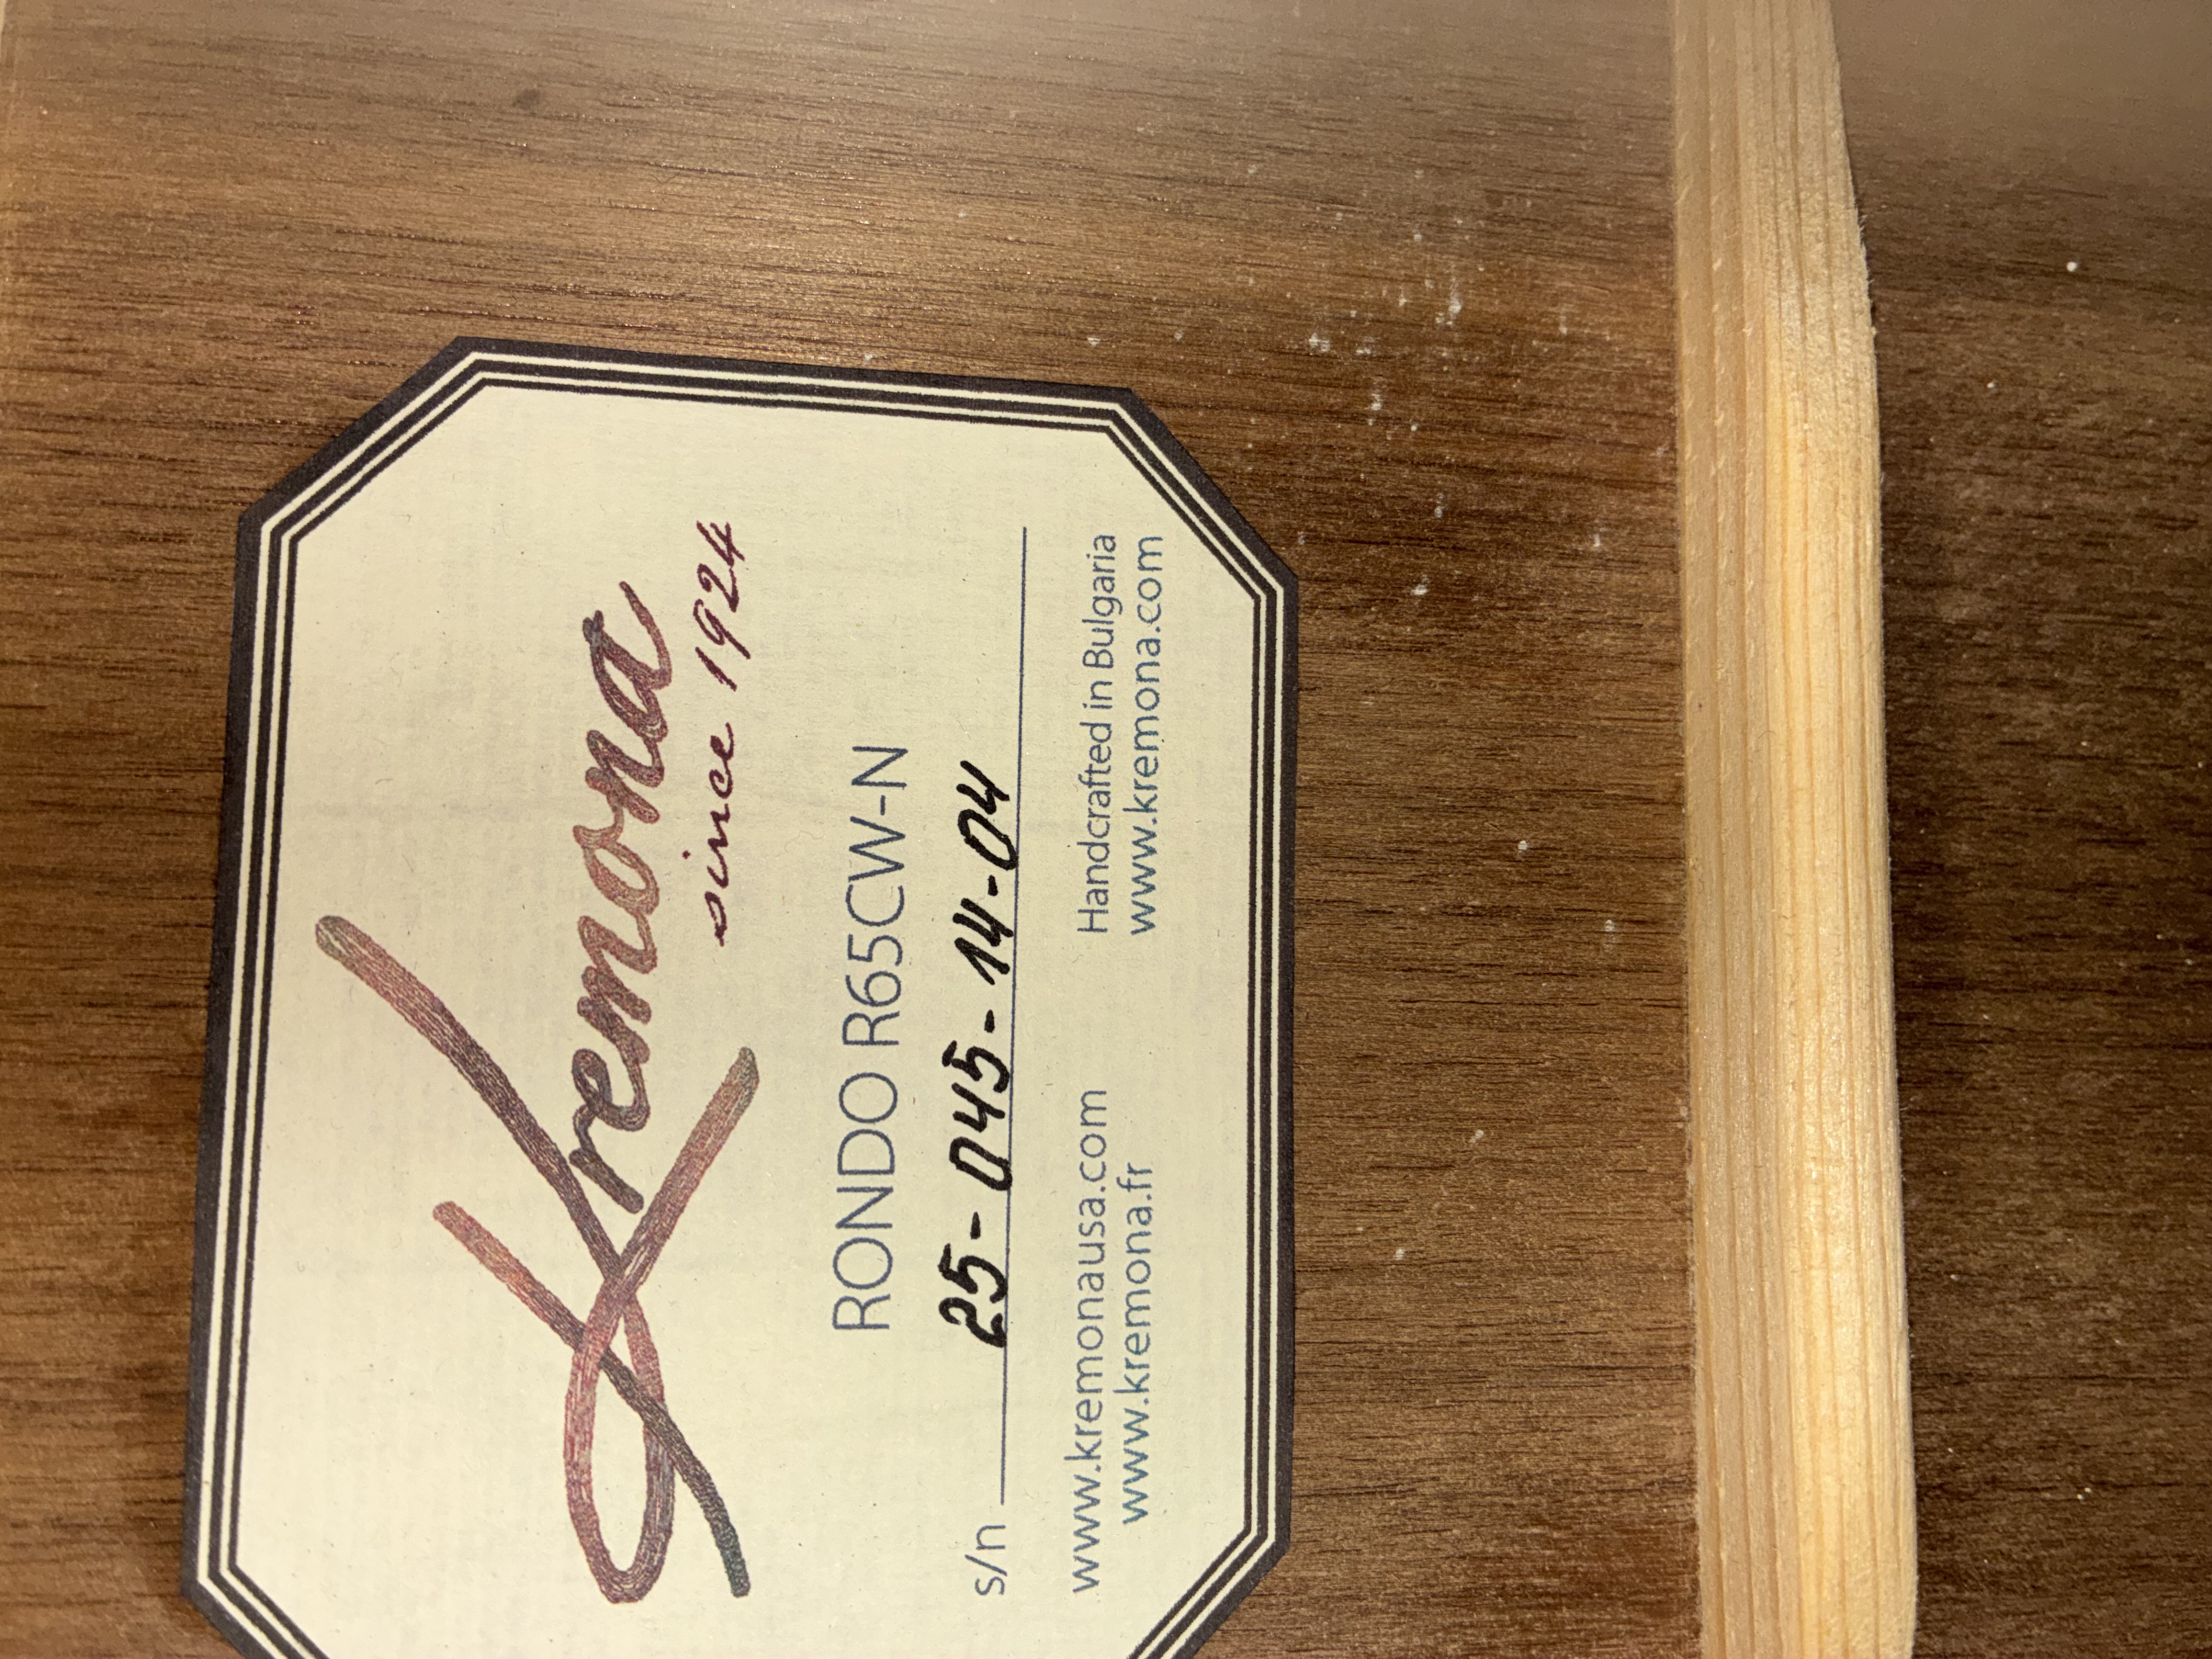 Kremona
since 1924
RONDO R65CW-N
s/n 25-045-14-04
www.kremonausa.com Handcrafted in Bulgaria
www.kremona.fr www.kremona.com